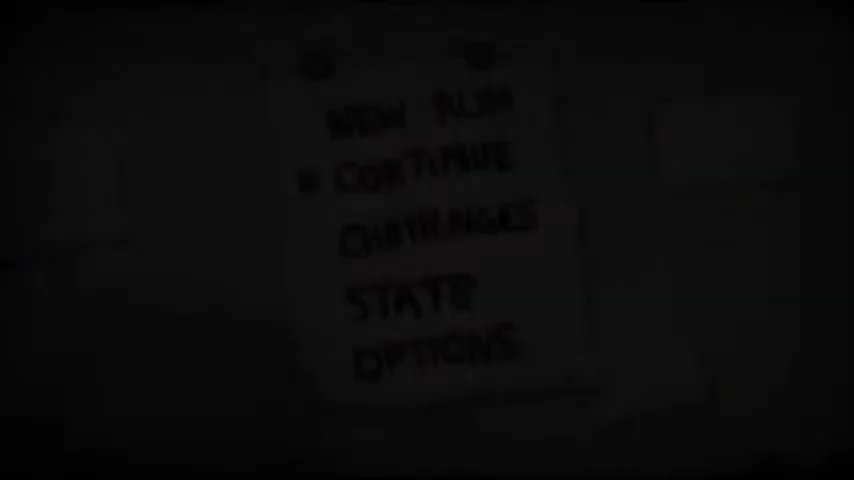 NEW RUN
CONTINUE
CHALLENGES
STATS
OPTIONS